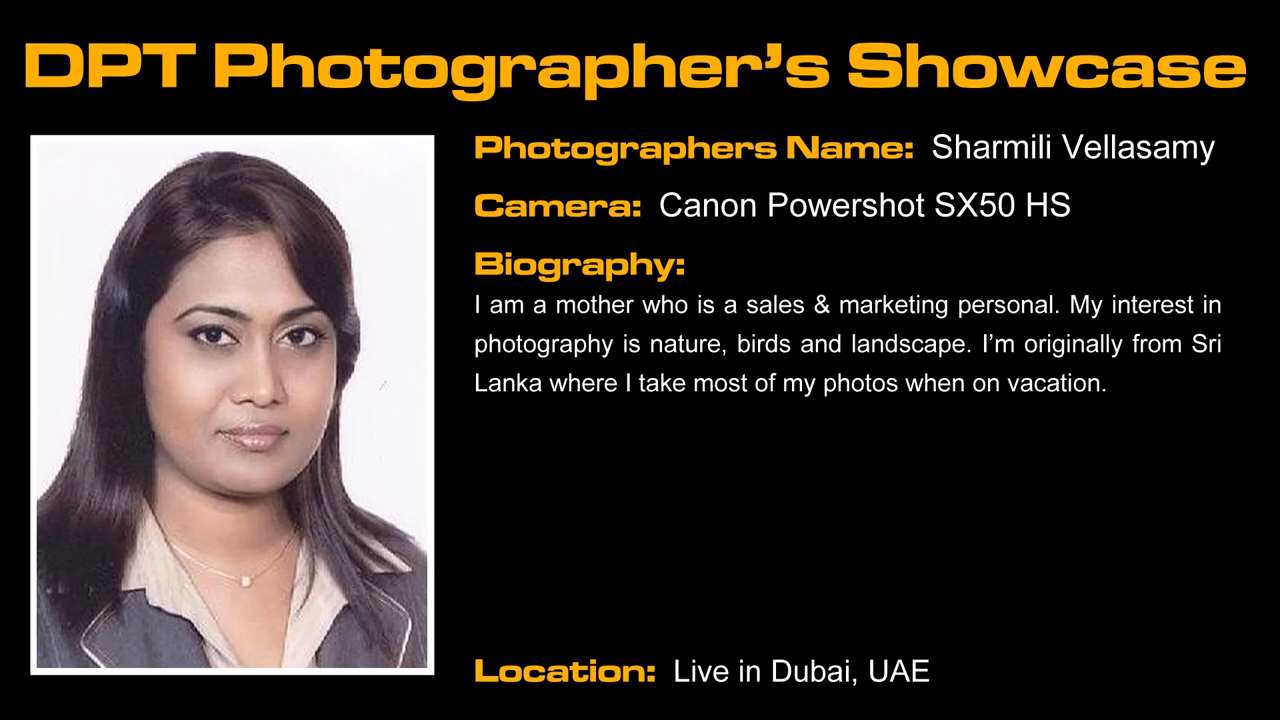 DPT Photographer’s Showcase
Photographers Name: Sharmili Vellasamy
Camera: Canon Powershot SX50 HS
Biography:
I am a mother who is a sales & marketing personal. My interest in
photography is nature, birds and landscape. I’m originally from Sri
Lanka where I take most of my photos when on vacation.
Location: Live in Dubai, UAE